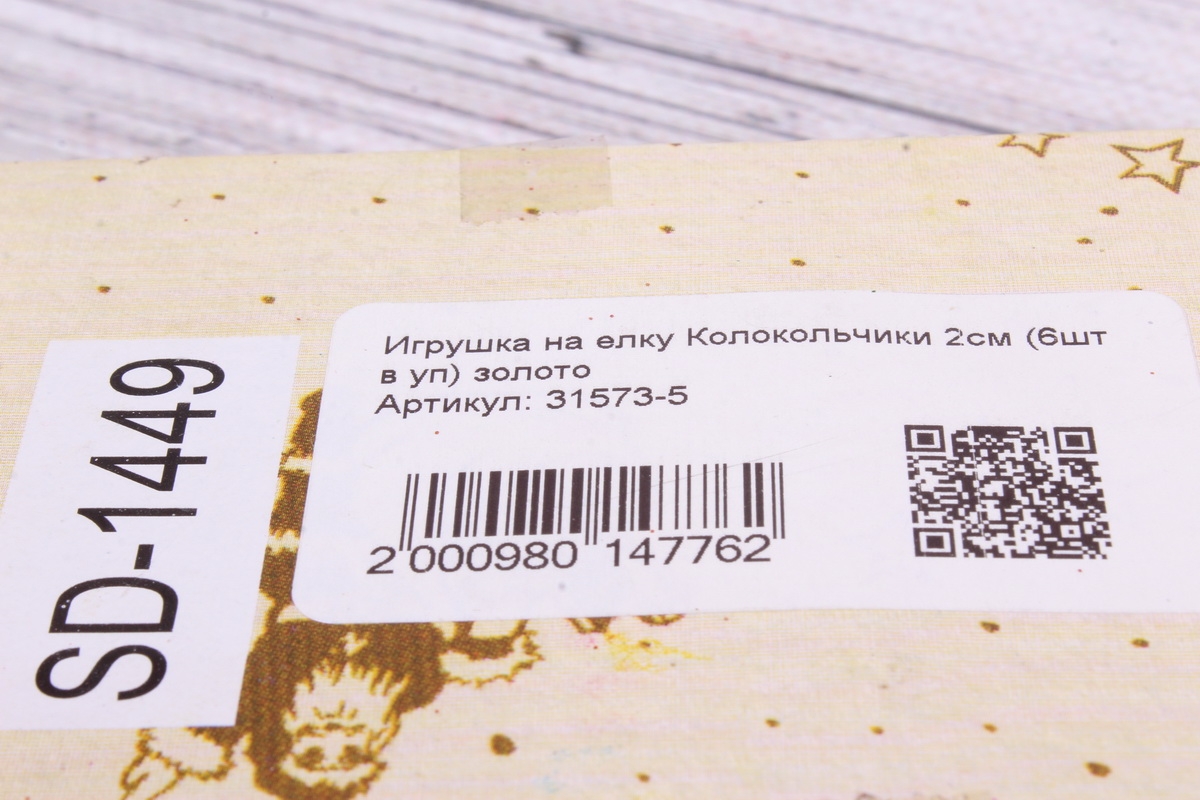 SD-1449
Игрушка на елку Колокольчики 2см (6шт
в уп) золото
Артикул: 31573-5
2 000980 147762